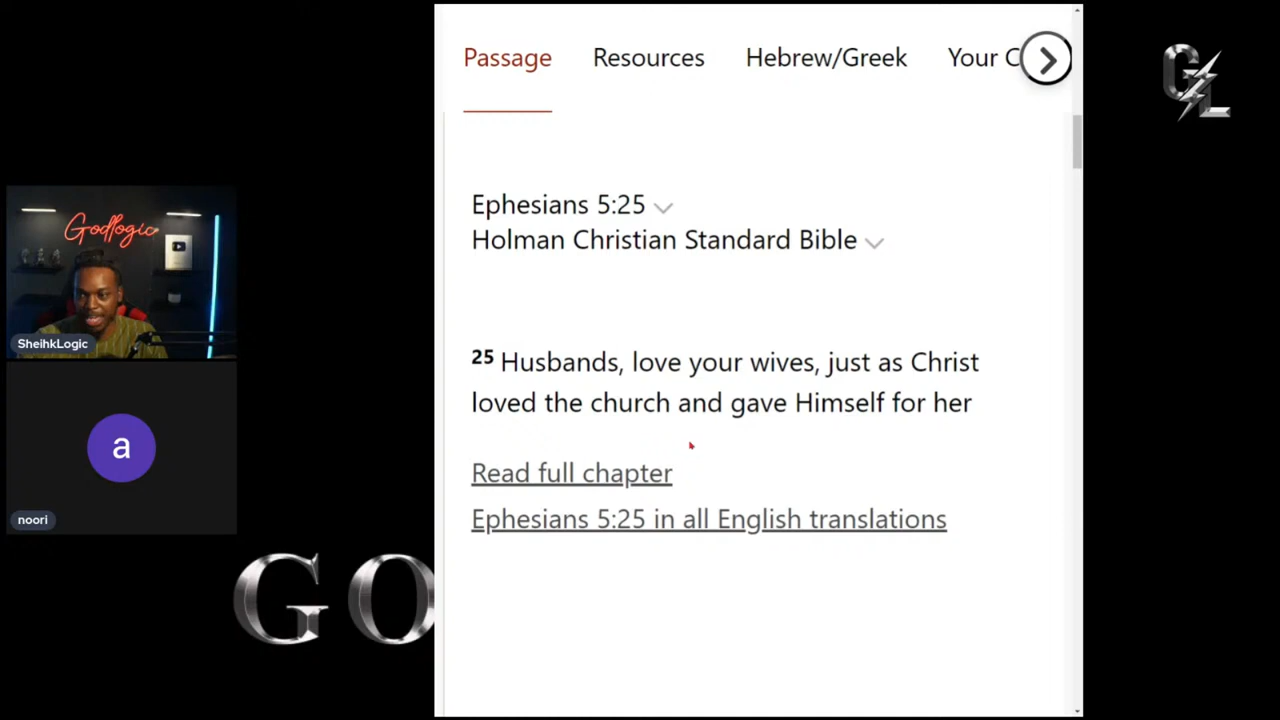 Passage Resources Hebrew/Greek Your C
GL
Ephesians 5:25
Holman Christian Standard Bible
Godlogic
SheihkLogic
25 Husbands, love your wives, just as Christ
loved the church and gave Himself for her
a
Read full chapter
noori
Ephesians 5:25 in all English translations
GO